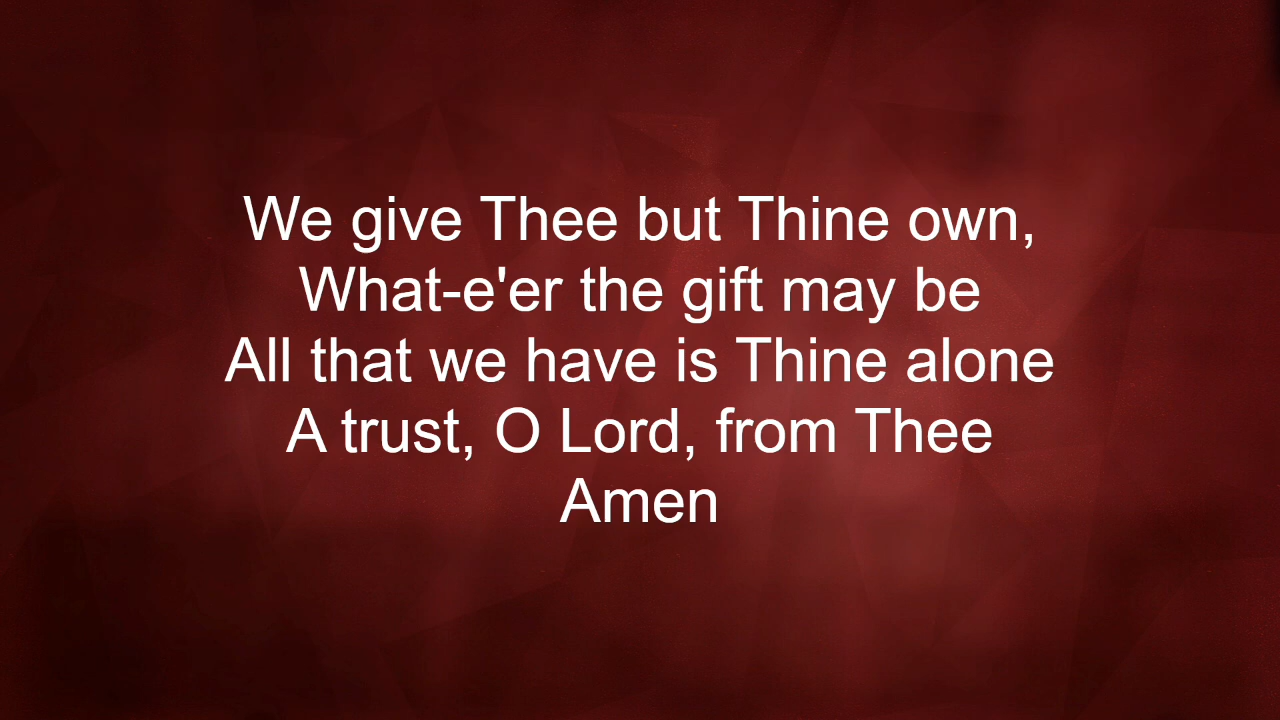 We give Thee but Thine own,
What-e'er the gift may be
All that we have is Thine alone
A trust, O Lord, from Thee
Amen